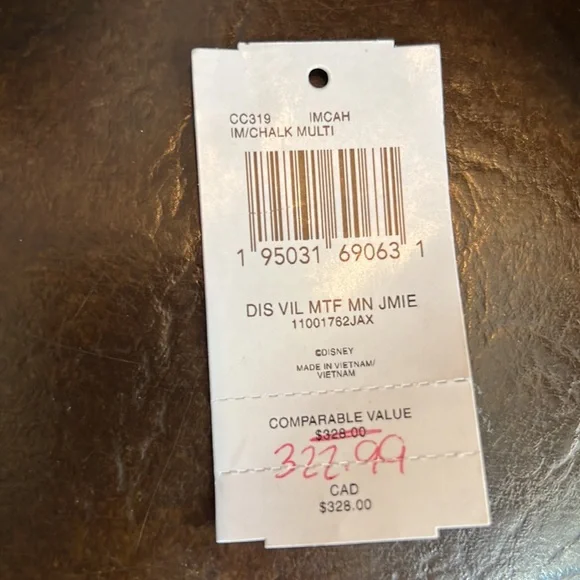 CC319 IMCAH
IM/CHALK MULTI
1 95031 69063 1
DIS VIL MTF MN JMIE
11001762JAX
©DISNEY
MADE IN VIETNAM/
VIETNAM
COMPARABLE VALUE
$328.00
322.99
CAD
$328.00